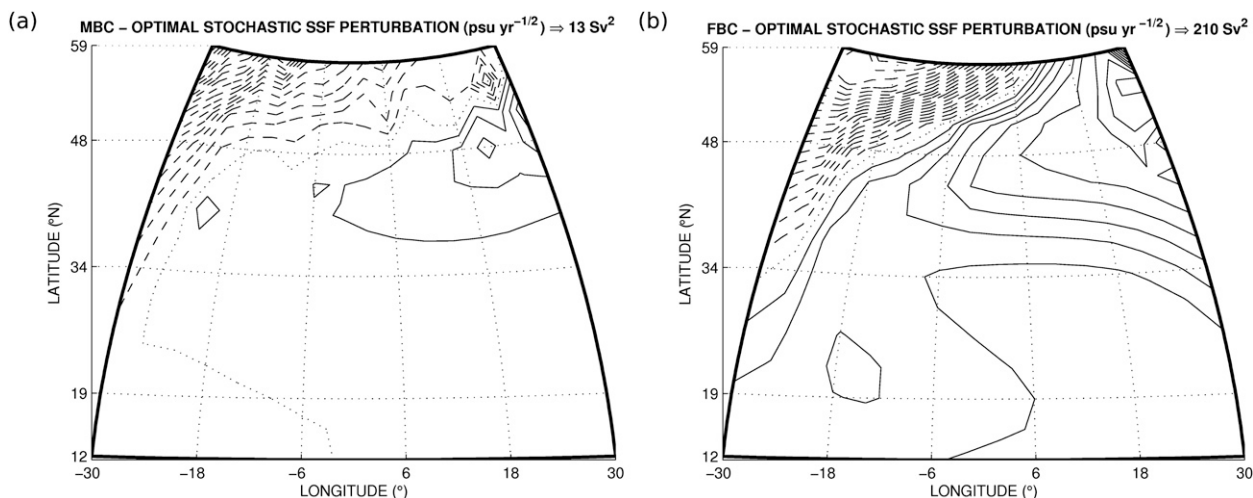 (a)
MBC – OPTIMAL STOCHASTIC SSF PERTURBATION (psu yr⁻¹/²) ⇒ 13 Sv²
59
48
34
19
12
LATITUDE (ºN)
−30 −18 −6 6 18 30
LONGITUDE (º)
(b)
FBC – OPTIMAL STOCHASTIC SSF PERTURBATION (psu yr⁻¹/²) ⇒ 210 Sv²
59
48
34
19
12
LATITUDE (ºN)
−30 −18 −6 6 18 30
LONGITUDE (º)